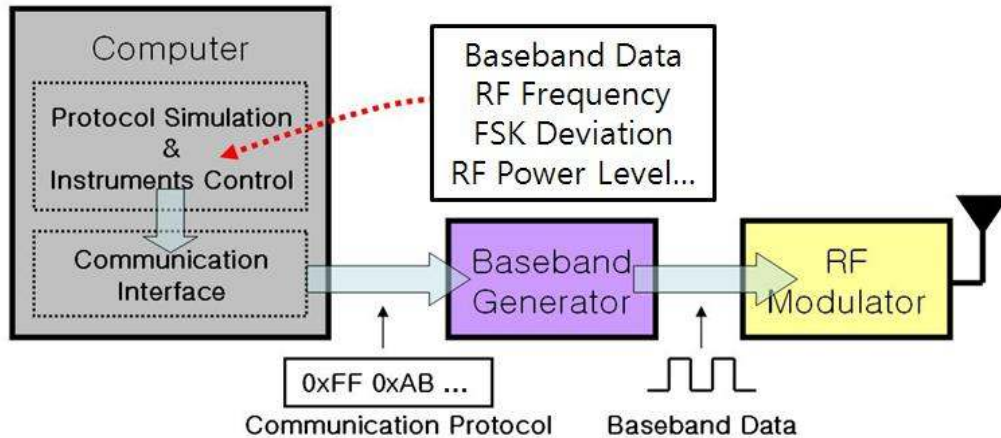 Computer
Protocol Simulation
&
Instruments Control
Communication
Interface
Baseband Data
RF Frequency
FSK Deviation
RF Power Level...
Baseband
Generator
RF
Modulator
0xFF 0xAB ...
Communication Protocol
Baseband Data